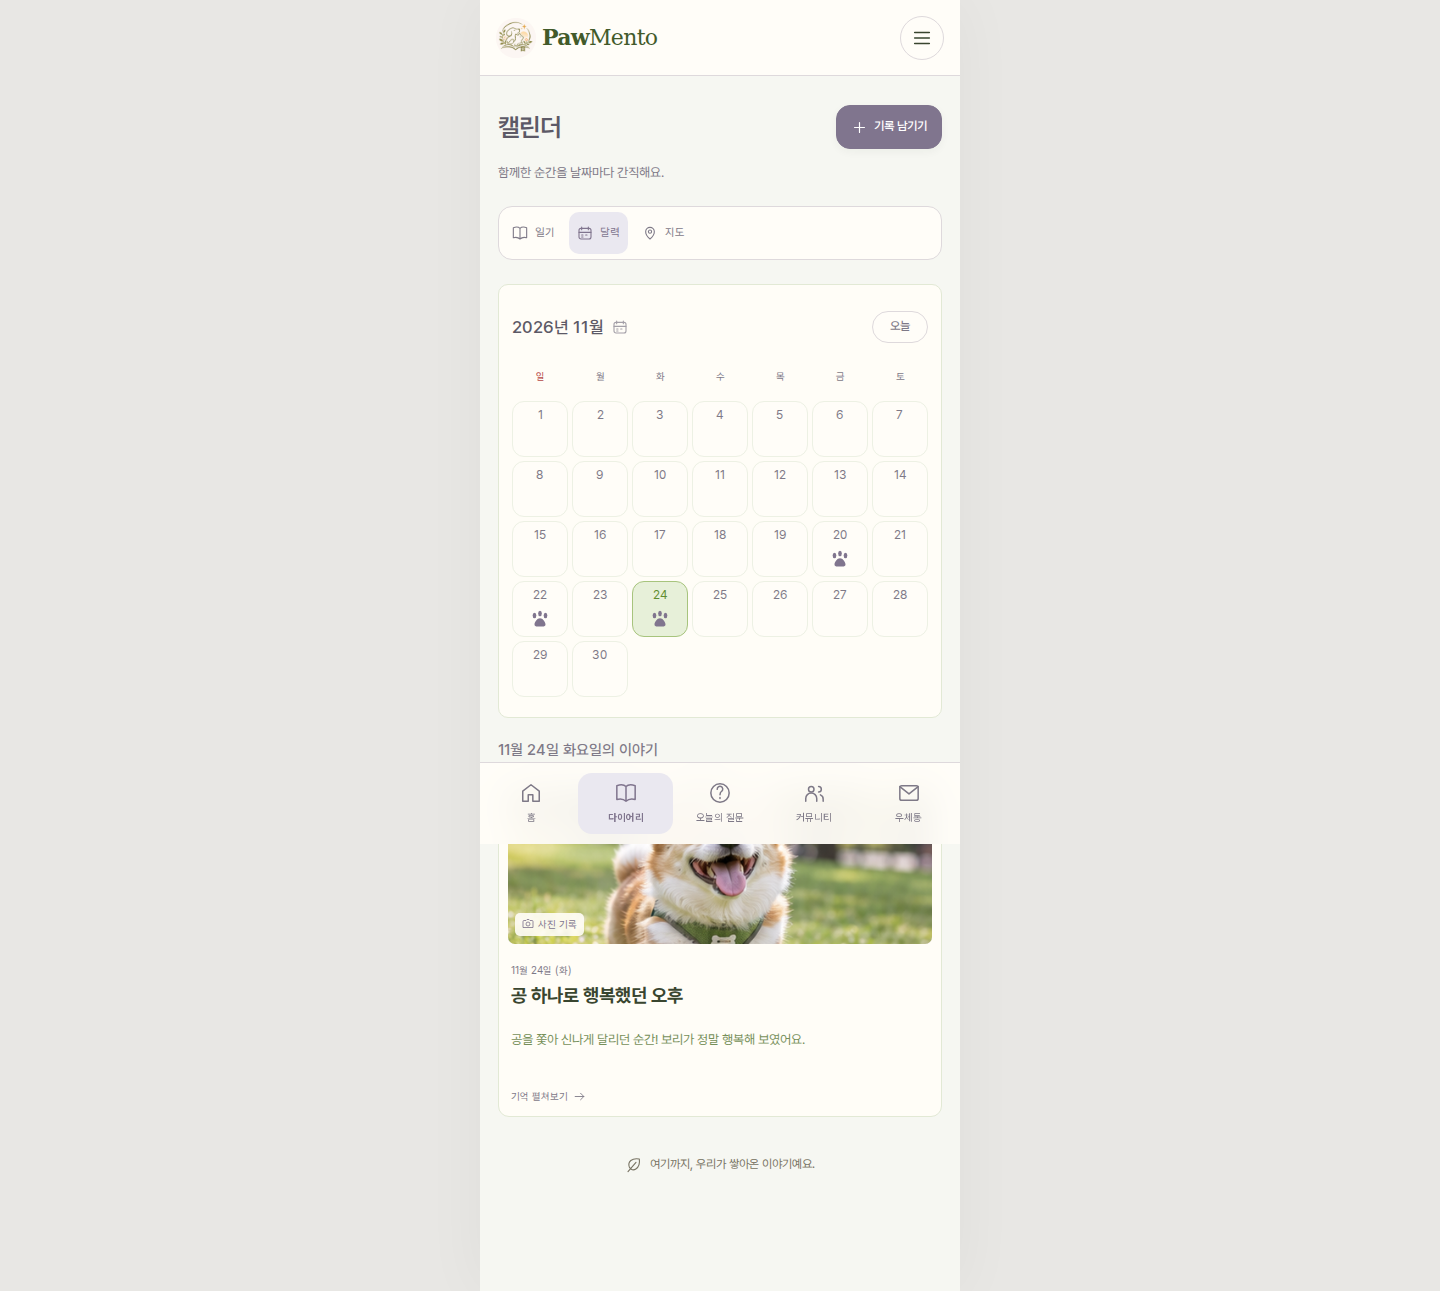 PawMento
캘린더
기록 남기기
함께한 순간을 날짜마다 간직해요.
일기
달력
지도
2026년 11월
오늘
일 월 화 수 목 금 토
1 2 3 4 5 6 7
8 9 10 11 12 13 14
15 16 17 18 19 20 21
22 23 24 25 26 27 28
29 30
11월 24일 화요일의 이야기
홈
다이어리
오늘의 질문
커뮤니티
우체통
사진 기록
11월 24일 (화)
공 하나로 행복했던 오후
공을 쫓아 신나게 달리던 순간! 보리가 정말 행복해 보였어요.
기억 펼쳐보기
여기까지, 우리가 쌓아온 이야기예요.